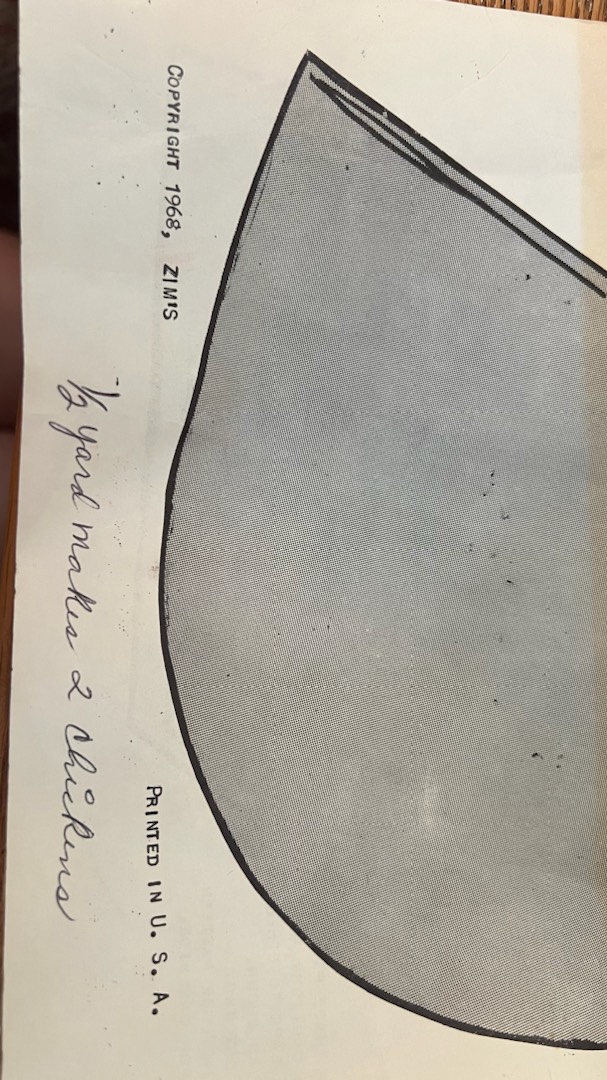 COPYRIGHT 1968, ZIM'S
PRINTED IN U. S. A.
½ yard makes 2 chickens